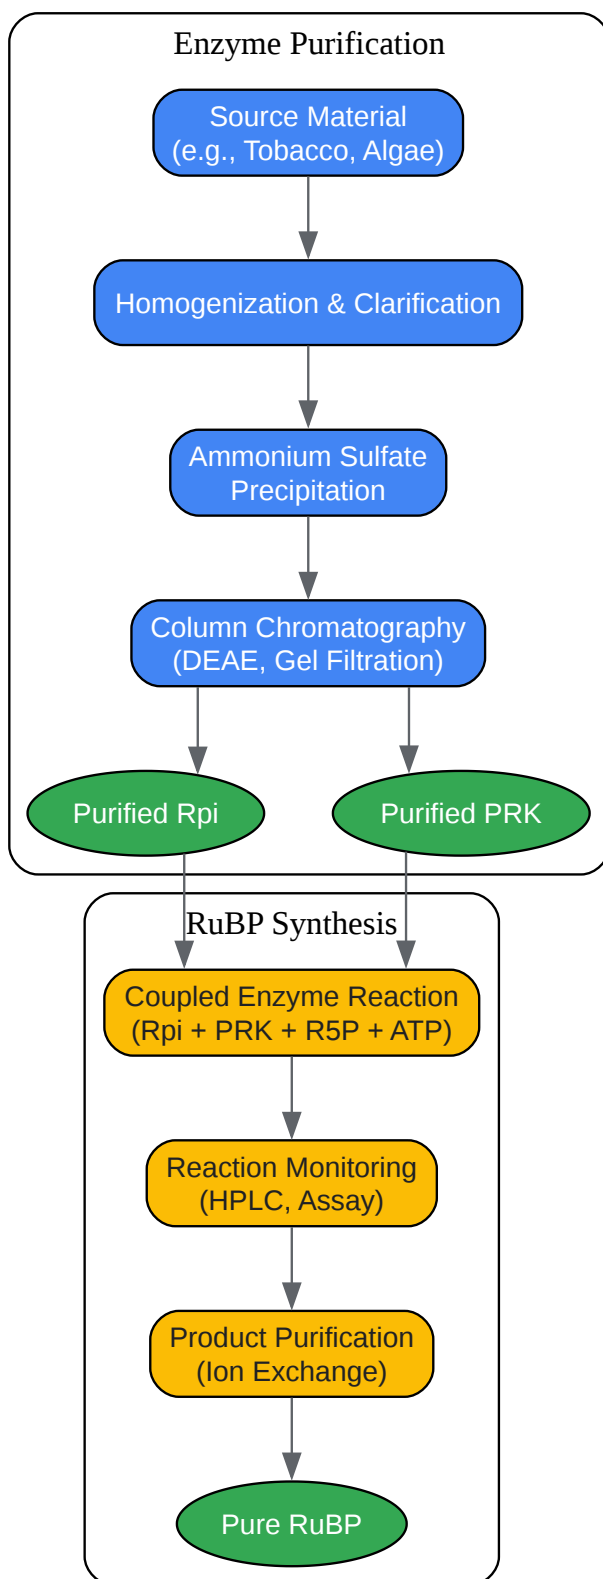 Enzyme Purification
Source Material
(e.g., Tobacco, Algae)
Homogenization & Clarification
Ammonium Sulfate
Precipitation
Column Chromatography
(DEAE, Gel Filtration)
Purified Rpi
Purified PRK
RuBP Synthesis
Coupled Enzyme Reaction
(Rpi + PRK + R5P + ATP)
Reaction Monitoring
(HPLC, Assay)
Product Purification
(Ion Exchange)
Pure RuBP